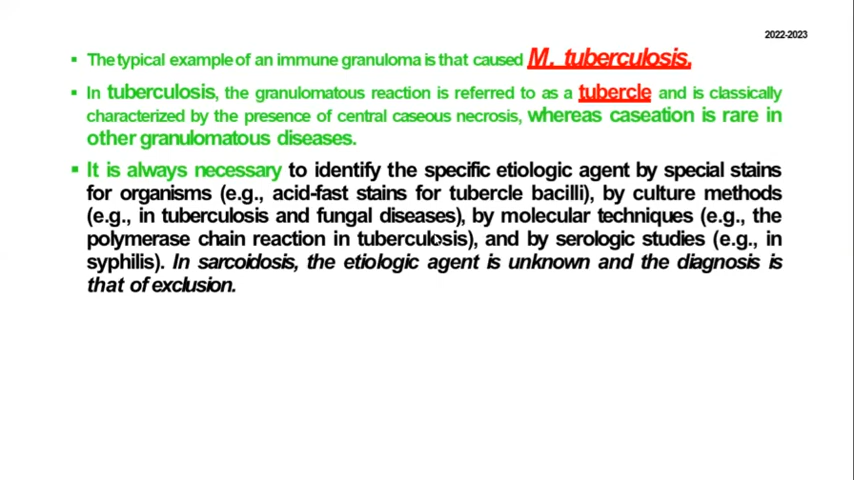 2022-2023
▪ The typical example of an immune granuloma is that caused M. tuberculosis.
▪ In tuberculosis, the granulomatous reaction is referred to as a tubercle and is classically
characterized by the presence of central caseous necrosis, whereas caseation is rare in
other granulomatous diseases.
▪ It is always necessary to identify the specific etiologic agent by special stains
for organisms (e.g., acid-fast stains for tubercle bacilli), by culture methods
(e.g., in tuberculosis and fungal diseases), by molecular techniques (e.g., the
polymerase chain reaction in tuberculosis), and by serologic studies (e.g., in
syphilis). In sarcoidosis, the etiologic agent is unknown and the diagnosis is
that of exclusion.